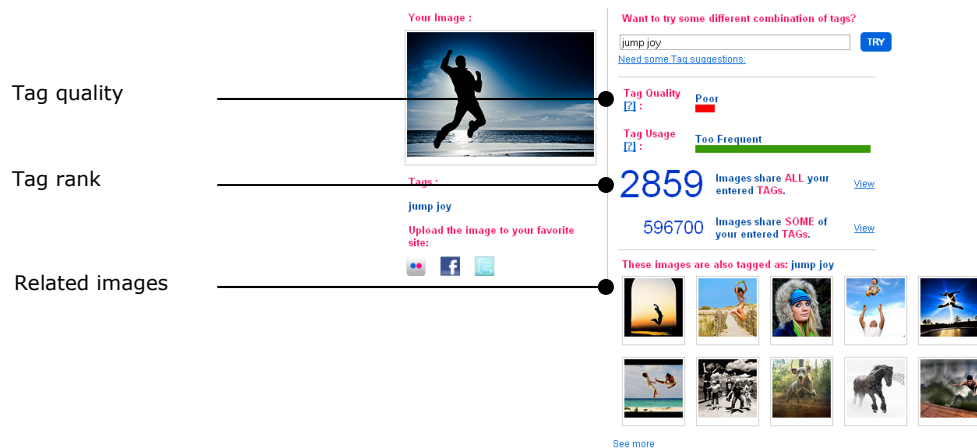 Tag quality
Tag rank
Related images
Your Image :
Tags :
jump joy
Upload the image to your favorite
site:
f
t
Want to try some different combination of tags?
jump joy
TRY
Need some Tag suggestions:
Tag Quality
[?] :
Poor
Tag Usage
[?] :
Too Frequent
2859
Images share ALL your
entered TAGs.
View
596700
Images share SOME of
your entered TAGs.
View
These images are also tagged as: jump joy
See more